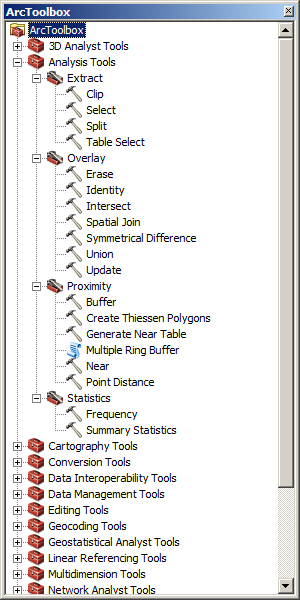 ArcToolbox
ArcToolbox
3D Analyst Tools
Analysis Tools
Extract
Clip
Select
Split
Table Select
Overlay
Erase
Identity
Intersect
Spatial Join
Symmetrical Difference
Union
Update
Proximity
Buffer
Create Thiessen Polygons
Generate Near Table
Multiple Ring Buffer
Near
Point Distance
Statistics
Frequency
Summary Statistics
Cartography Tools
Conversion Tools
Data Interoperability Tools
Data Management Tools
Editing Tools
Geocoding Tools
Geostatistical Analyst Tools
Linear Referencing Tools
Multidimension Tools
Network Analyst Tools